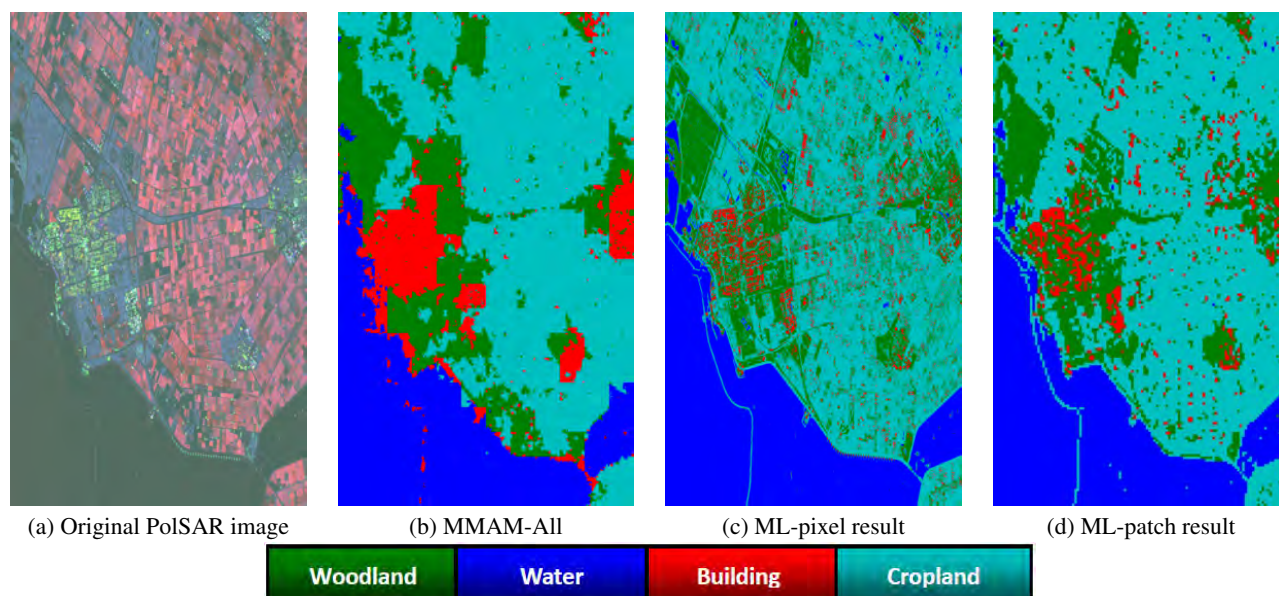 (a) Original PolSAR image
(b) MMAM-All
(c) ML-pixel result
(d) ML-patch result
Woodland
Water
Building
Cropland